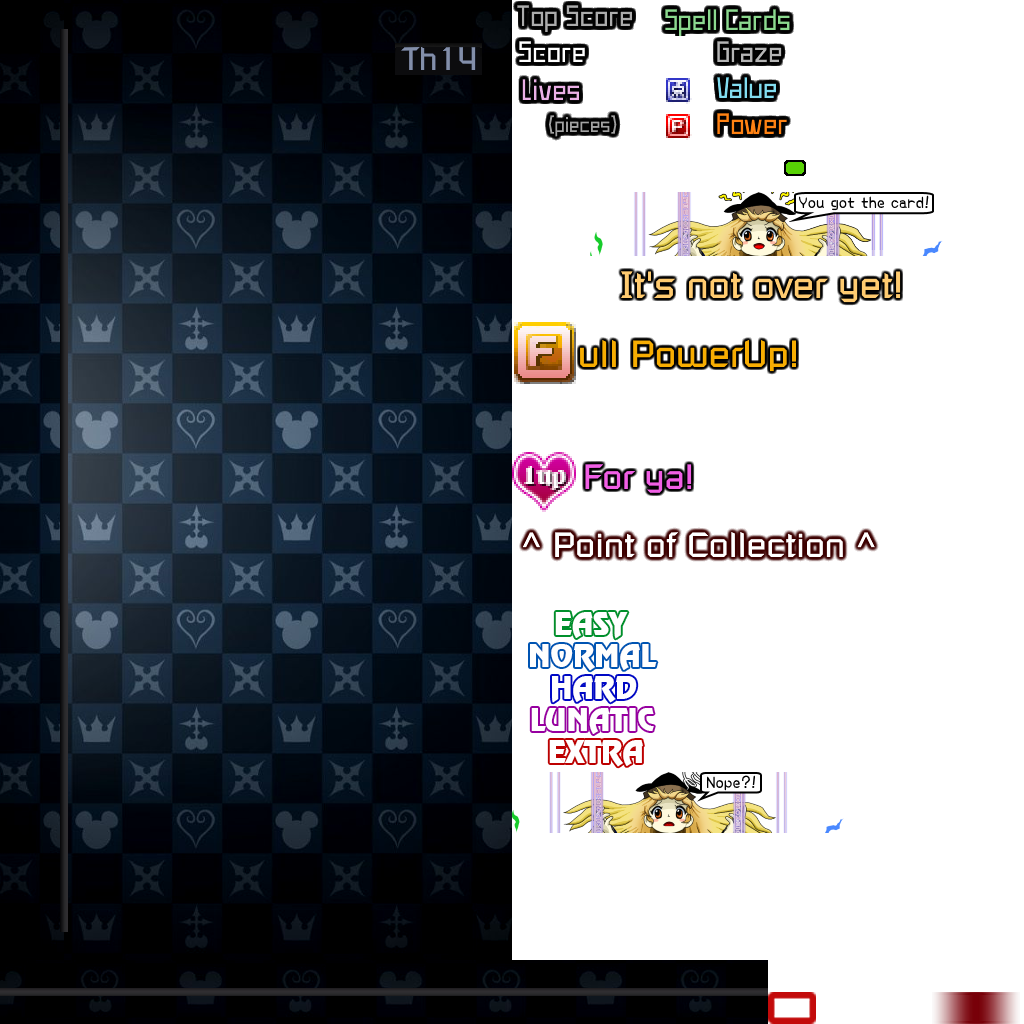 Th14
Top Score
Spell Cards
Score
Graze
Lives
Value
(pieces)
P
Power
You got the card!
It's not over yet!
Full PowerUp!
1up For ya!
^ Point of Collection ^
EASY
NORMAL
HARD
LUNATIC
EXTRA
Nope?!